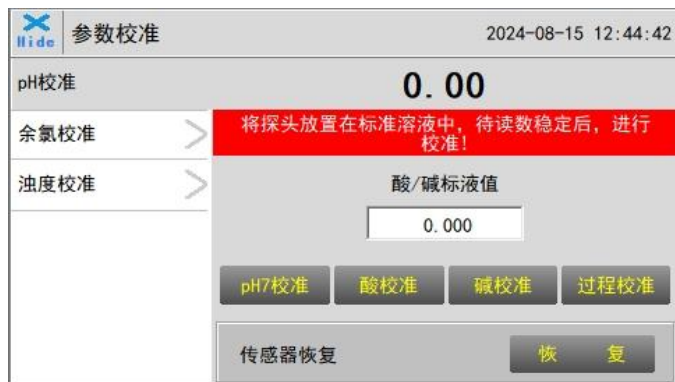 Hide
参数校准
2024-08-15 12:44:42
pH校准
0.00
余氯校准
将探头放置在标准溶液中，待读数稳定后，进行
校准！
浊度校准
酸/碱标液值
0.000
pH7校准
酸校准
碱校准
过程校准
传感器恢复
恢 复